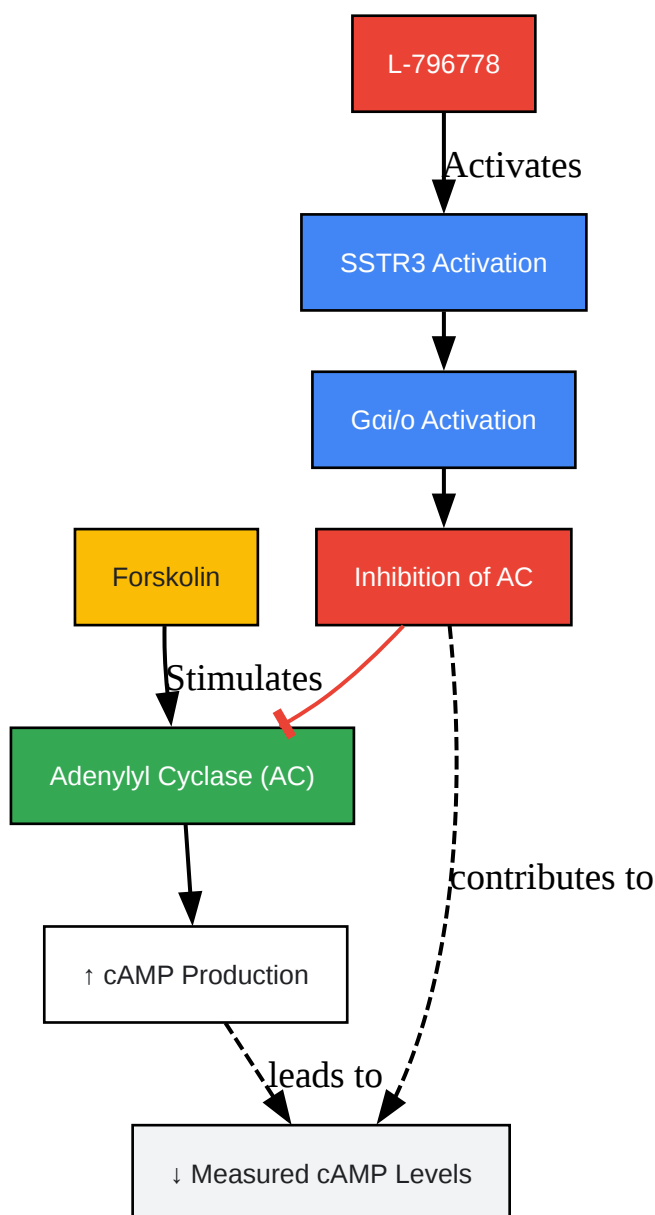 L-796778
Activates
SSTR3 Activation
Gαi/o Activation
Forskolin
Inhibition of AC
Stimulates
Adenylyl Cyclase (AC)
contributes to
↑ cAMP Production
leads to
↓ Measured cAMP Levels